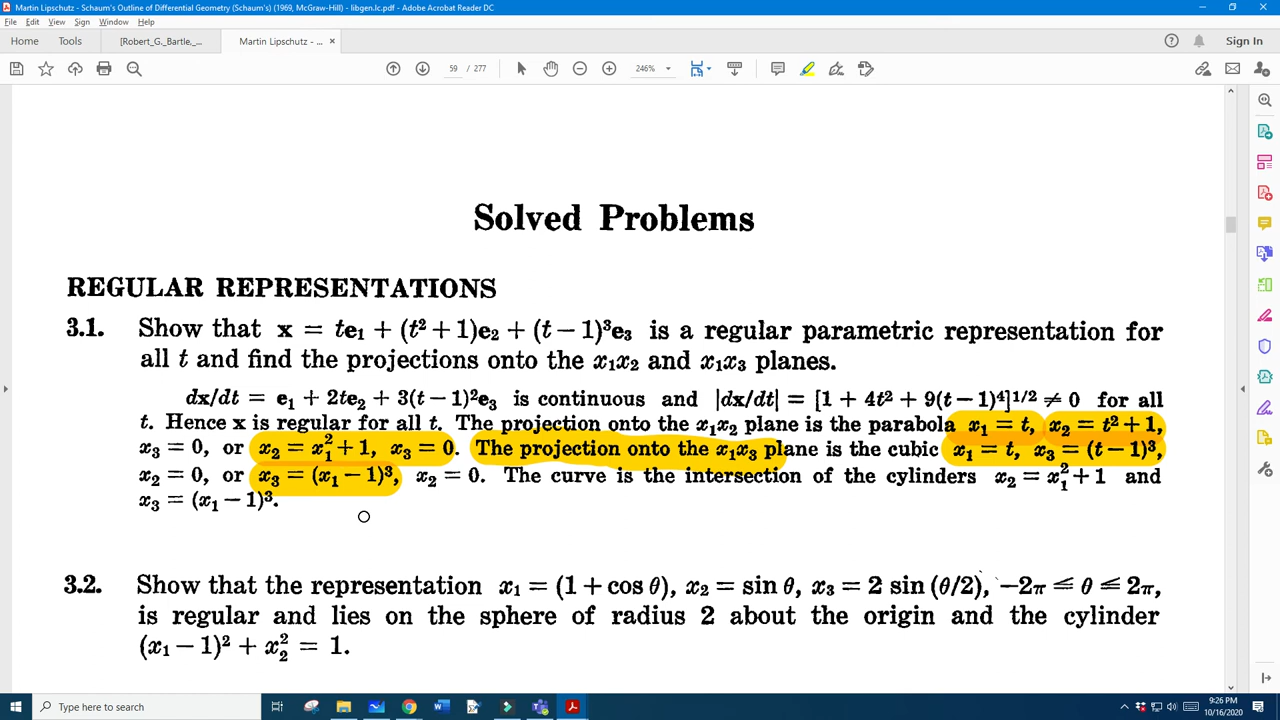 Martin Lipschutz - Schaum's Outline of Differential Geometry (Schaum's) (1969, McGraw-Hill) - libgen.lc.pdf - Adobe Acrobat Reader DC
File Edit View Sign Window Help
Home Tools [Robert_G._Bartle,_... Martin Lipschutz - ... × Sign In
59 / 277 246%
Solved Problems
REGULAR REPRESENTATIONS
3.1. Show that x = te₁ + (t² + 1)e₂ + (t − 1)³e₃ is a regular parametric representation for
all t and find the projections onto the x₁x₂ and x₁x₃ planes.
dx/dt = e₁ + 2te₂ + 3(t − 1)²e₃ is continuous and |dx/dt| = [1 + 4t² + 9(t − 1)⁴]¹/² ≠ 0 for all
t. Hence x is regular for all t. The projection onto the x₁x₂ plane is the parabola x₁ = t, x₂ = t² + 1,
x₃ = 0, or x₂ = x₁² + 1, x₃ = 0. The projection onto the x₁x₃ plane is the cubic x₁ = t, x₃ = (t − 1)³,
x₂ = 0, or x₃ = (x₁ − 1)³, x₂ = 0. The curve is the intersection of the cylinders x₂ = x₁² + 1 and
x₃ = (x₁ − 1)³.
3.2. Show that the representation x₁ = (1 + cos θ), x₂ = sin θ, x₃ = 2 sin (θ/2), −2π ≤ θ ≤ 2π,
is regular and lies on the sphere of radius 2 about the origin and the cylinder
(x₁ − 1)² + x₂² = 1.
Type here to search
9:26 PM
10/16/2020